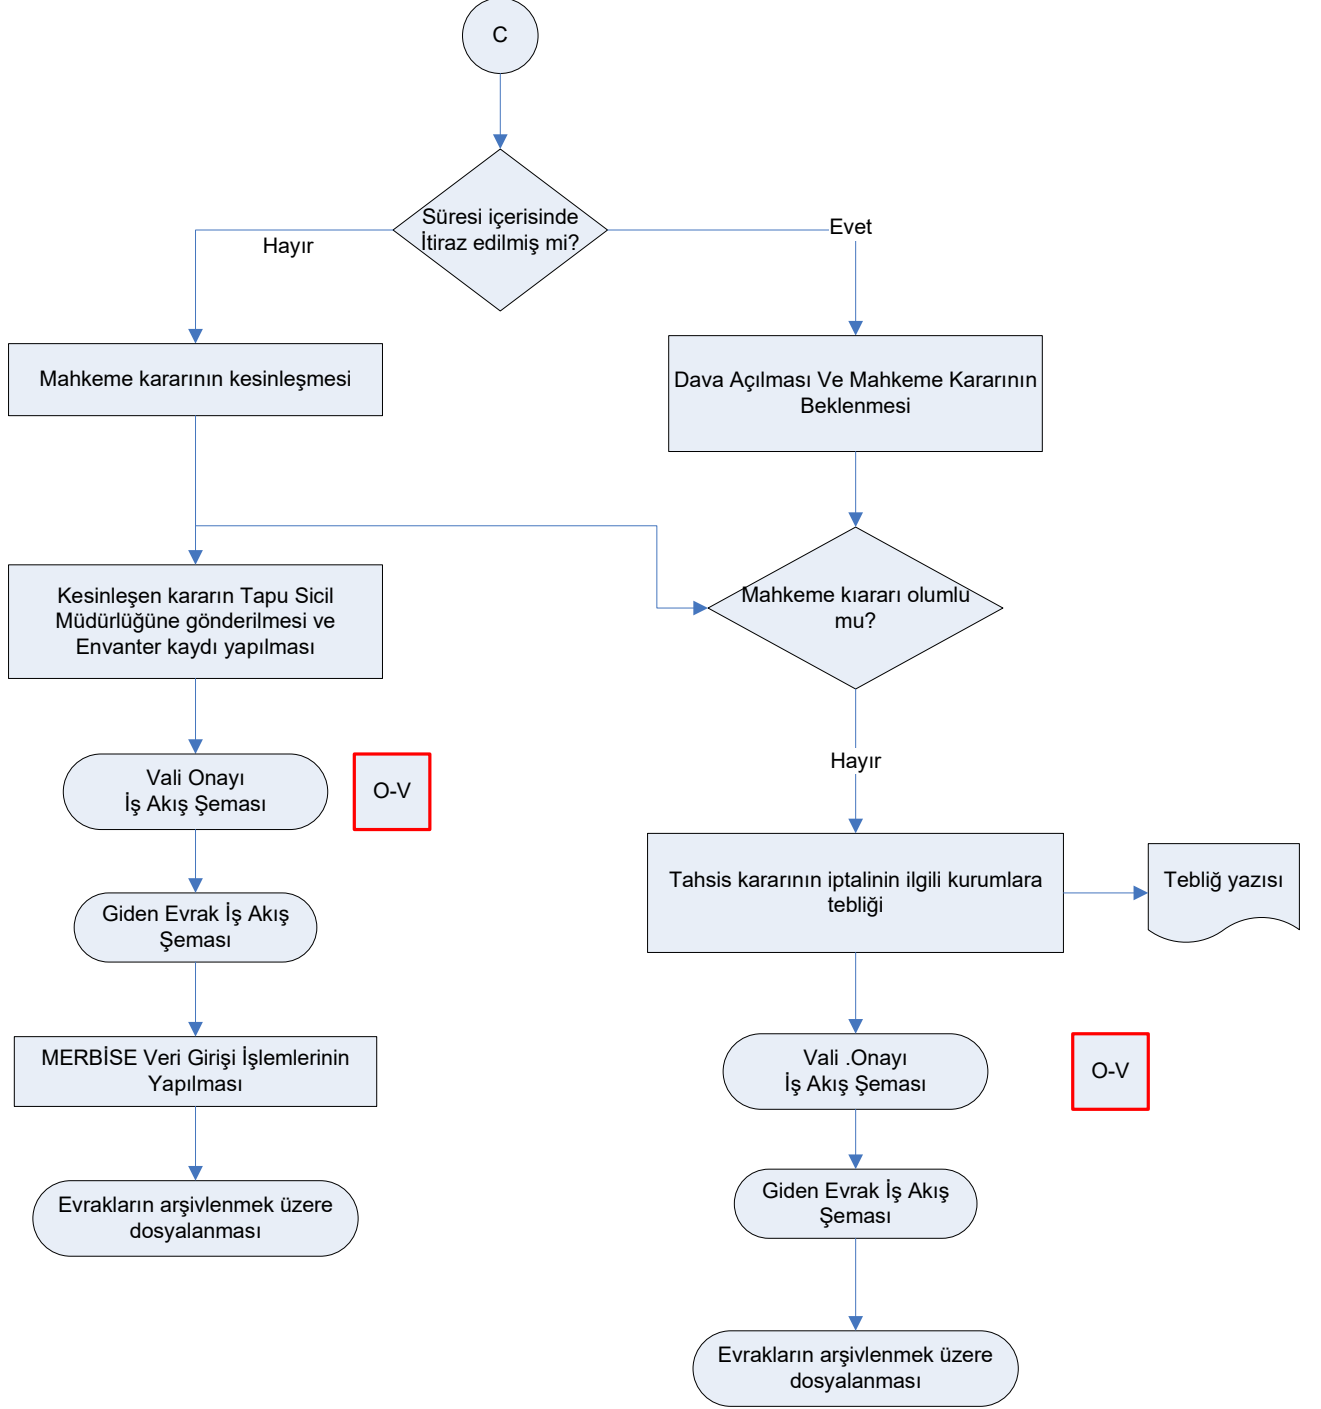 C
Süresi içerisinde
İtiraz edilmiş mi?
Hayır
Evet
Mahkeme kararının kesinleşmesi
Dava Açılması Ve Mahkeme Kararının
Beklenmesi
Kesinleşen kararın Tapu Sicil
Müdürlüğüne gönderilmesi ve
Envanter kaydı yapılması
Mahkeme kıararı olumlu
mu?
Vali Onayı
İş Akış Şeması
O-V
Hayır
Giden Evrak İş Akış
Şeması
Tahsis kararının iptalinin ilgili kurumlara
tebliği
Tebliğ yazısı
MERBİSE Veri Girişi İşlemlerinin
Yapılması
Vali .Onayı
İş Akış Şeması
O-V
Evrakların arşivlenmek üzere
dosyalanması
Giden Evrak İş Akış
Şeması
Evrakların arşivlenmek üzere
dosyalanması